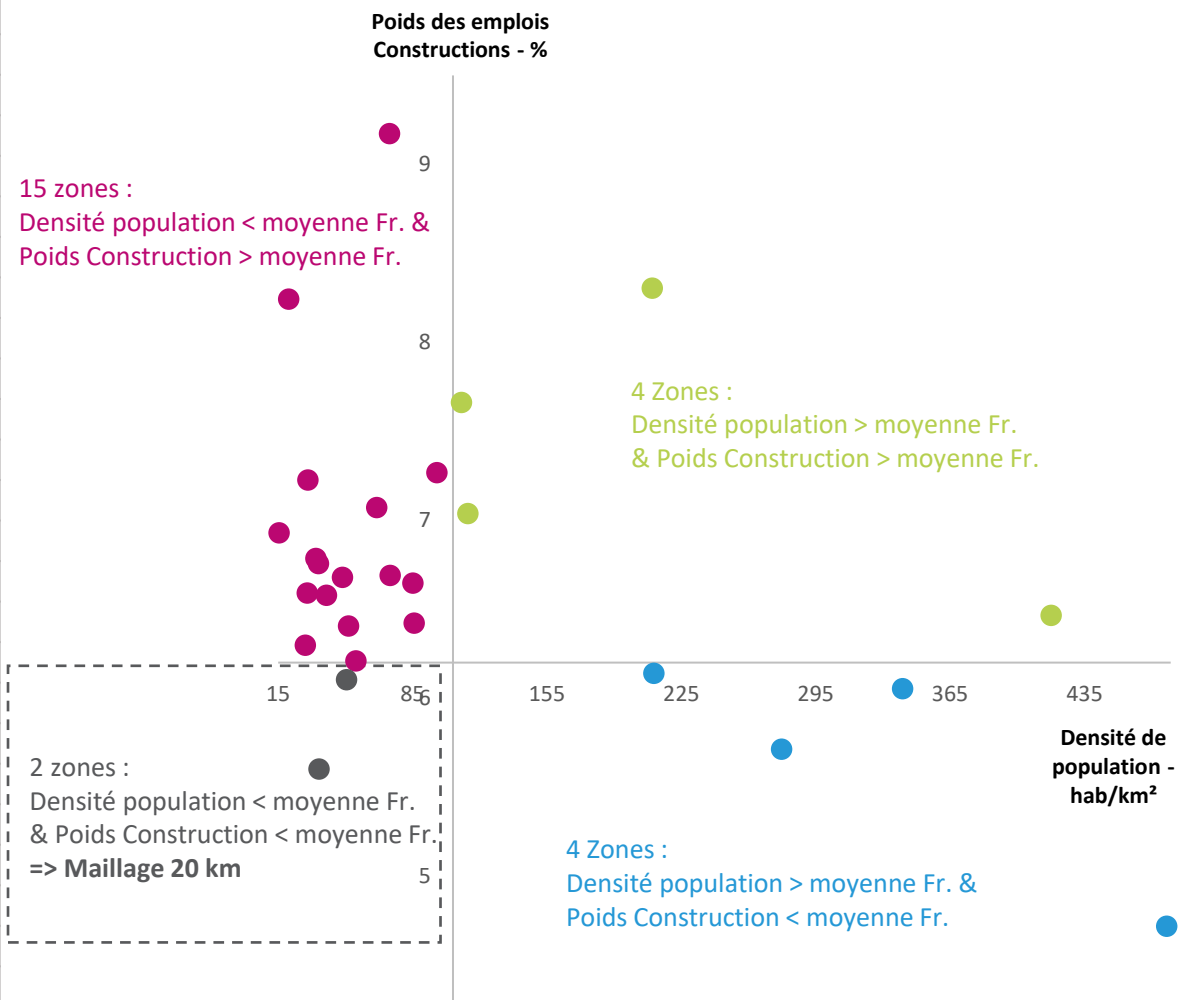 Poids des emplois
Constructions - %
9
15 zones :
Densité population < moyenne Fr. &
Poids Construction > moyenne Fr.
8
4 Zones :
Densité population > moyenne Fr.
& Poids Construction > moyenne Fr.
7
15 85 155 225 295 365 435
6
Densité de
population -
hab/km²
2 zones :
Densité population < moyenne Fr.
& Poids Construction < moyenne Fr.
=> Maillage 20 km
5
4 Zones :
Densité population > moyenne Fr. &
Poids Construction < moyenne Fr.